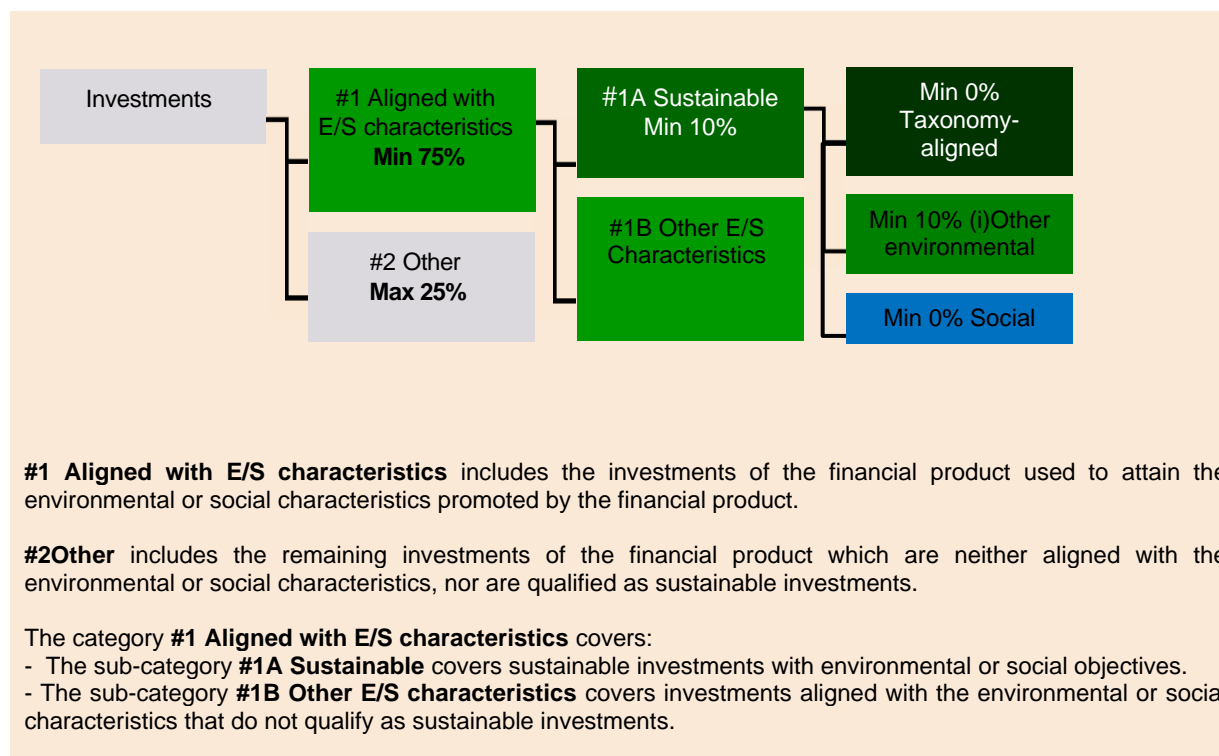 Investments
#1 Aligned with
E/S characteristics
Min 75%
#2 Other
Max 25%
#1A Sustainable
Min 10%
#1B Other E/S
Characteristics
Min 0%
Taxonomy-
aligned
Min 10% (i)Other
environmental
Min 0% Social
#1 Aligned with E/S characteristics includes the investments of the financial product used to attain the
environmental or social characteristics promoted by the financial product.
#2Other includes the remaining investments of the financial product which are neither aligned with the
environmental or social characteristics, nor are qualified as sustainable investments.
The category #1 Aligned with E/S characteristics covers:
- The sub-category #1A Sustainable covers sustainable investments with environmental or social objectives.
- The sub-category #1B Other E/S characteristics covers investments aligned with the environmental or social
characteristics that do not qualify as sustainable investments.